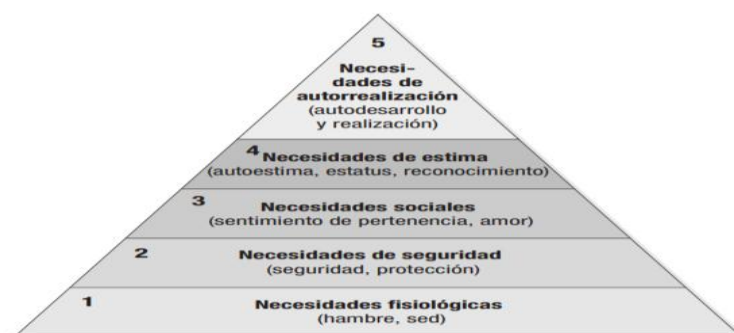 5
Necesi-
dades de
autorrealización
(autodesarrollo
y realización)
4 Necesidades de estima
(autoestima, estatus, reconocimiento)
3 Necesidades sociales
(sentimiento de pertenencia, amor)
2 Necesidades de seguridad
(seguridad, protección)
1 Necesidades fisiológicas
(hambre, sed)